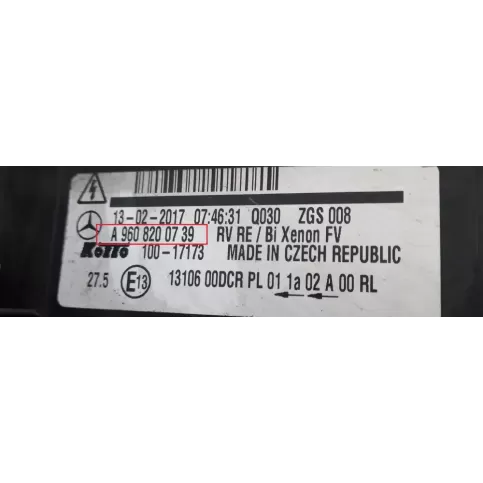 13-02-2017 07:46:31 Q030 ZGS 008
A 960 820 07 39 RV RE / Bi Xenon FV
100-17173 MADE IN CZECH REPUBLIC
27.5 E13 13106 00DCR PL 01 1a 02 A 00 RL